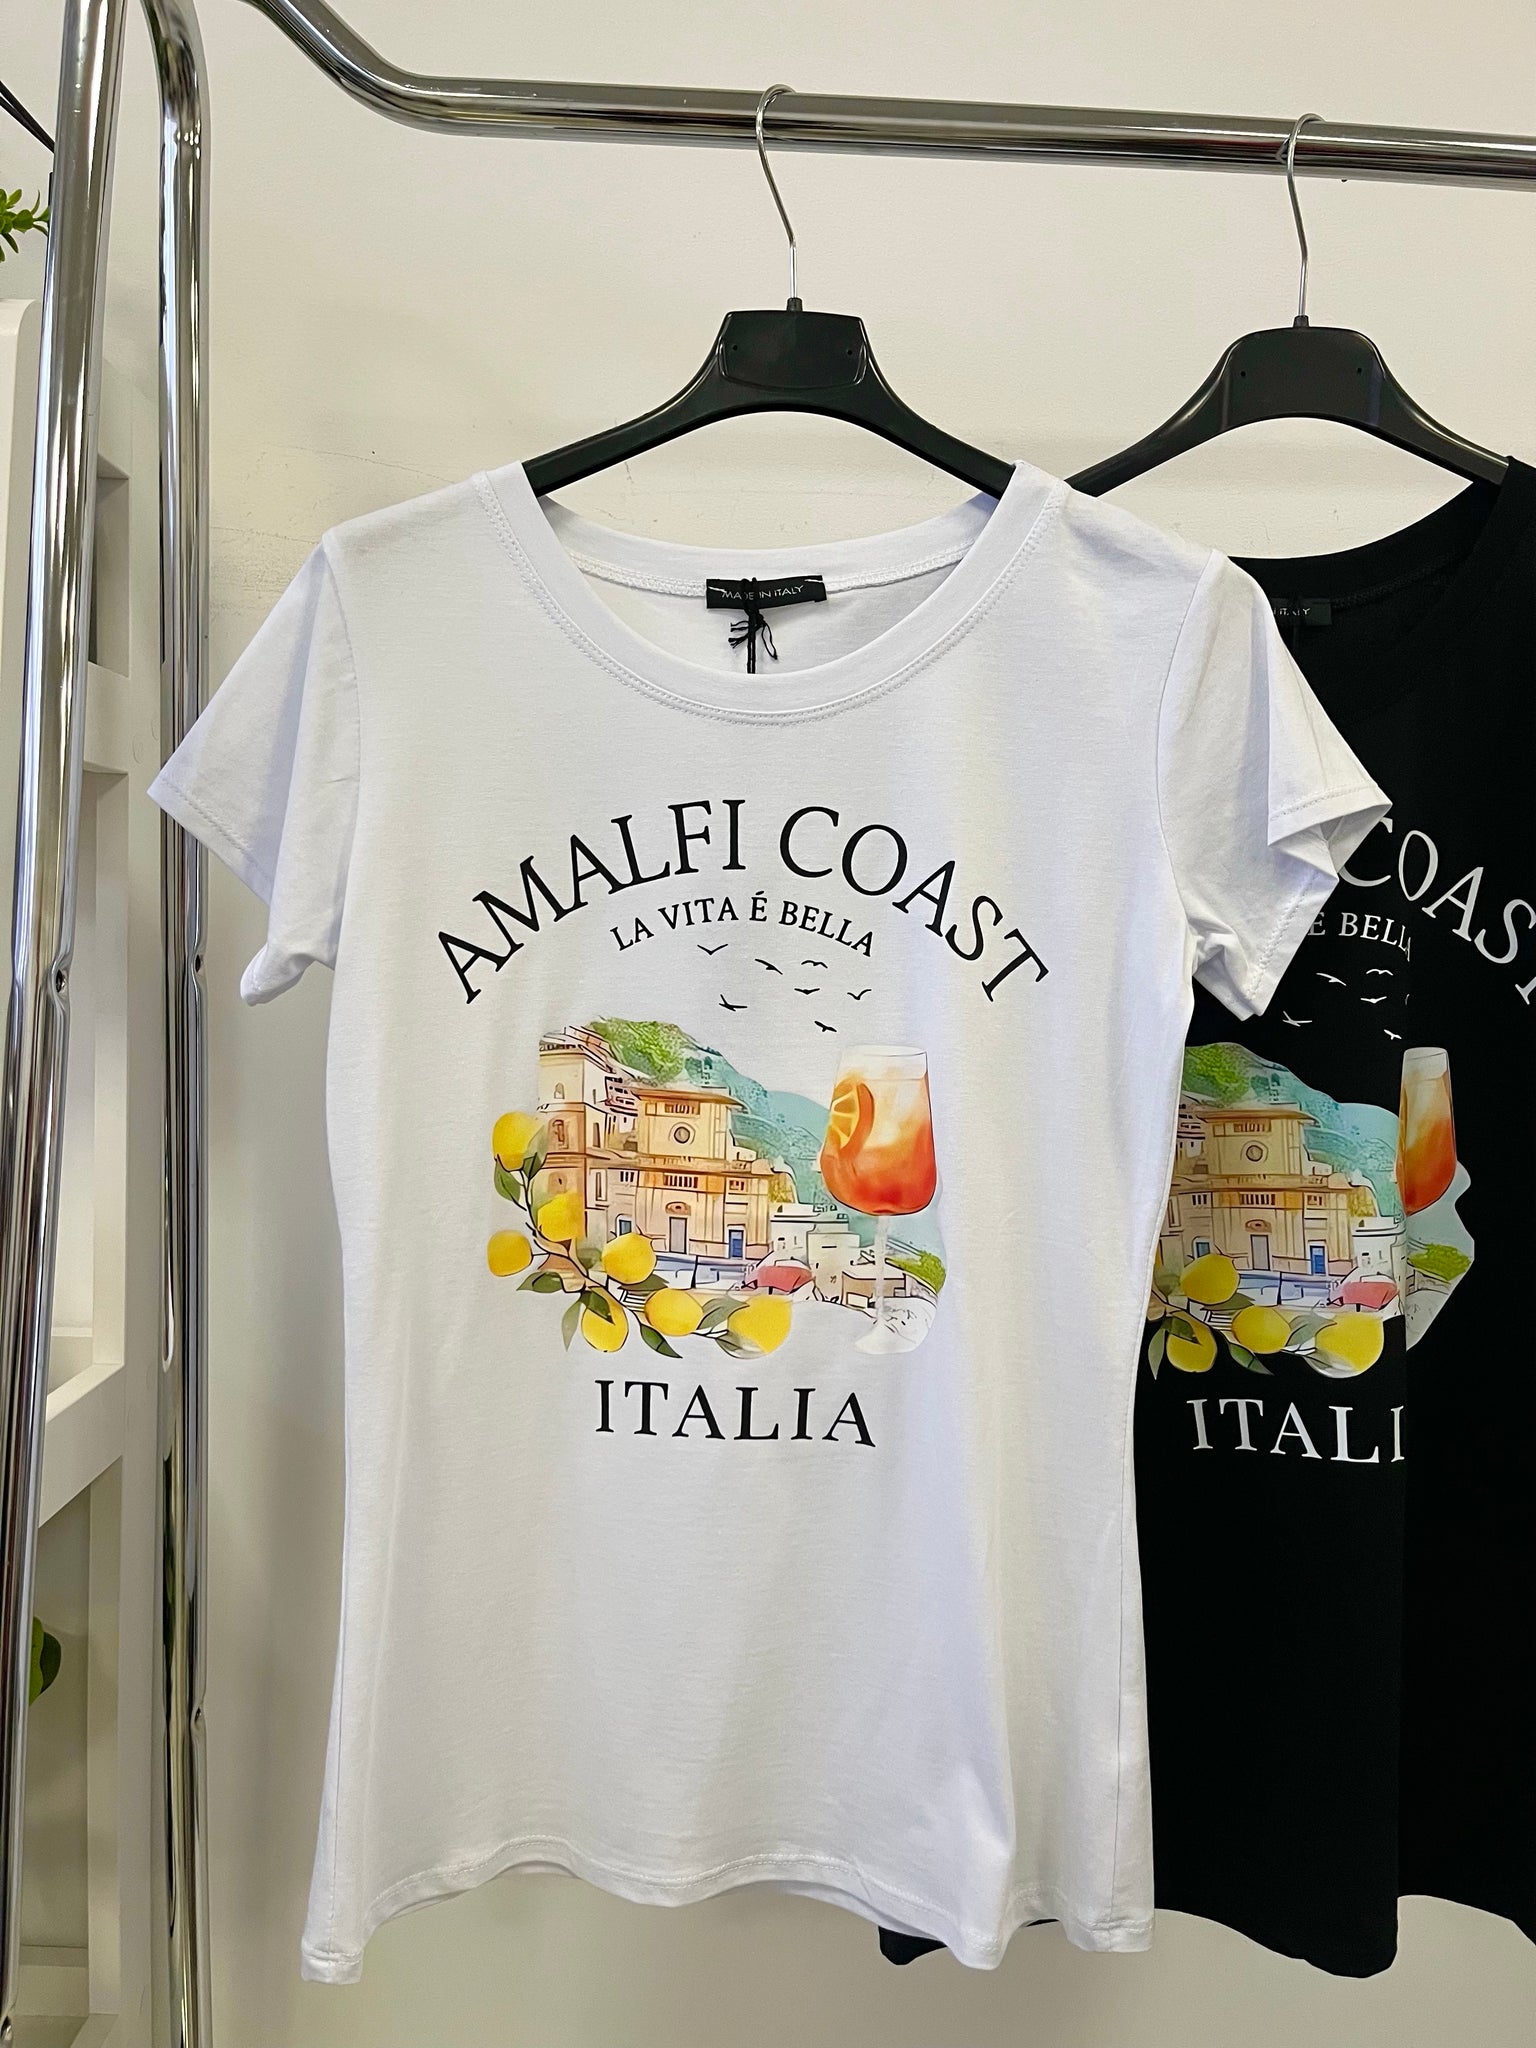 MADE IN ITALY
AMALFI COAST
LA VITA É BELLA
ITALIA
COAST
É BELLA
ITALI